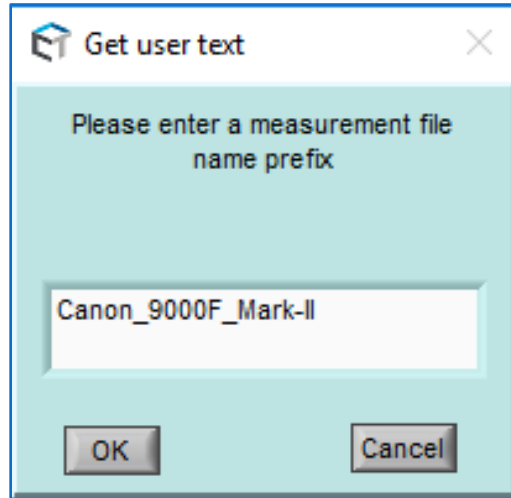 Get user text
Please enter a measurement file
name prefix
Canon_9000F_Mark-II
OK
Cancel